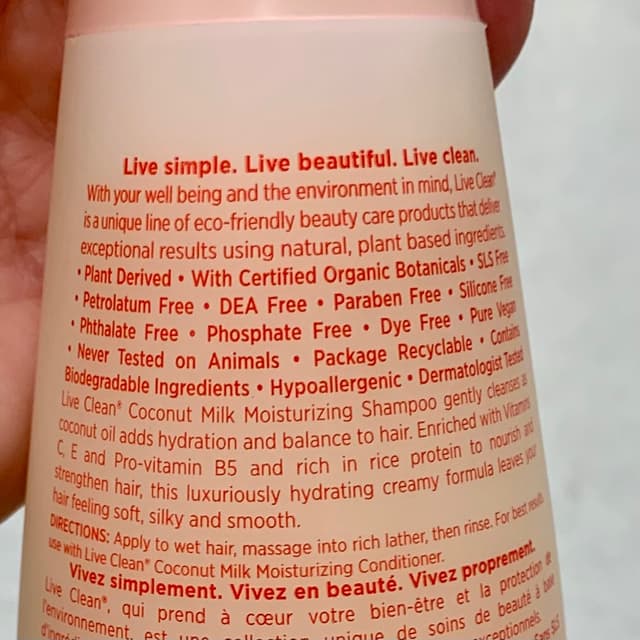 Live simple. Live beautiful. Live clean.
With your well being and the environment in mind, Live Clean®
is a unique line of eco-friendly beauty care products that deliver
exceptional results using natural, plant based ingredients.
• Plant Derived • With Certified Organic Botanicals • SLS Free
• Petrolatum Free • DEA Free • Paraben Free • Silicone Free
• Phthalate Free • Phosphate Free • Dye Free • Pure Vegan
• Never Tested on Animals • Package Recyclable • Contains
Biodegradable Ingredients • Hypoallergenic • Dermatologist Tested
Live Clean® Coconut Milk Moisturizing Shampoo gently cleanses as
coconut oil adds hydration and balance to hair. Enriched with Vitamins
C, E and Pro-vitamin B5 and rich in rice protein to nourish and
strengthen hair, this luxuriously hydrating creamy formula leaves your
hair feeling soft, silky and smooth.
DIRECTIONS: Apply to wet hair, massage into rich lather, then rinse. For best results,
use with Live Clean® Coconut Milk Moisturizing Conditioner.
Vivez simplement. Vivez en beauté. Vivez proprement.
Live Clean®, qui prend à cœur votre bien-être et la protection de
l'environnement, est une collection unique de soins de beauté à base
exceptionnels.